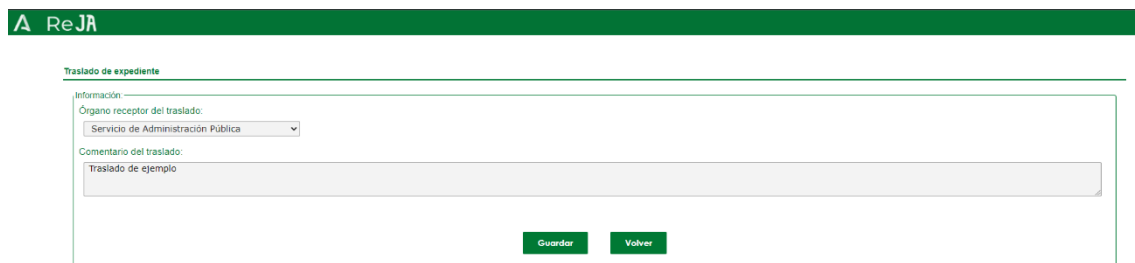 A ReJA
Traslado de expediente
Información:
Órgano receptor del traslado:
Servicio de Administración Pública
Comentario del traslado:
Traslado de ejemplo
Guardar Volver